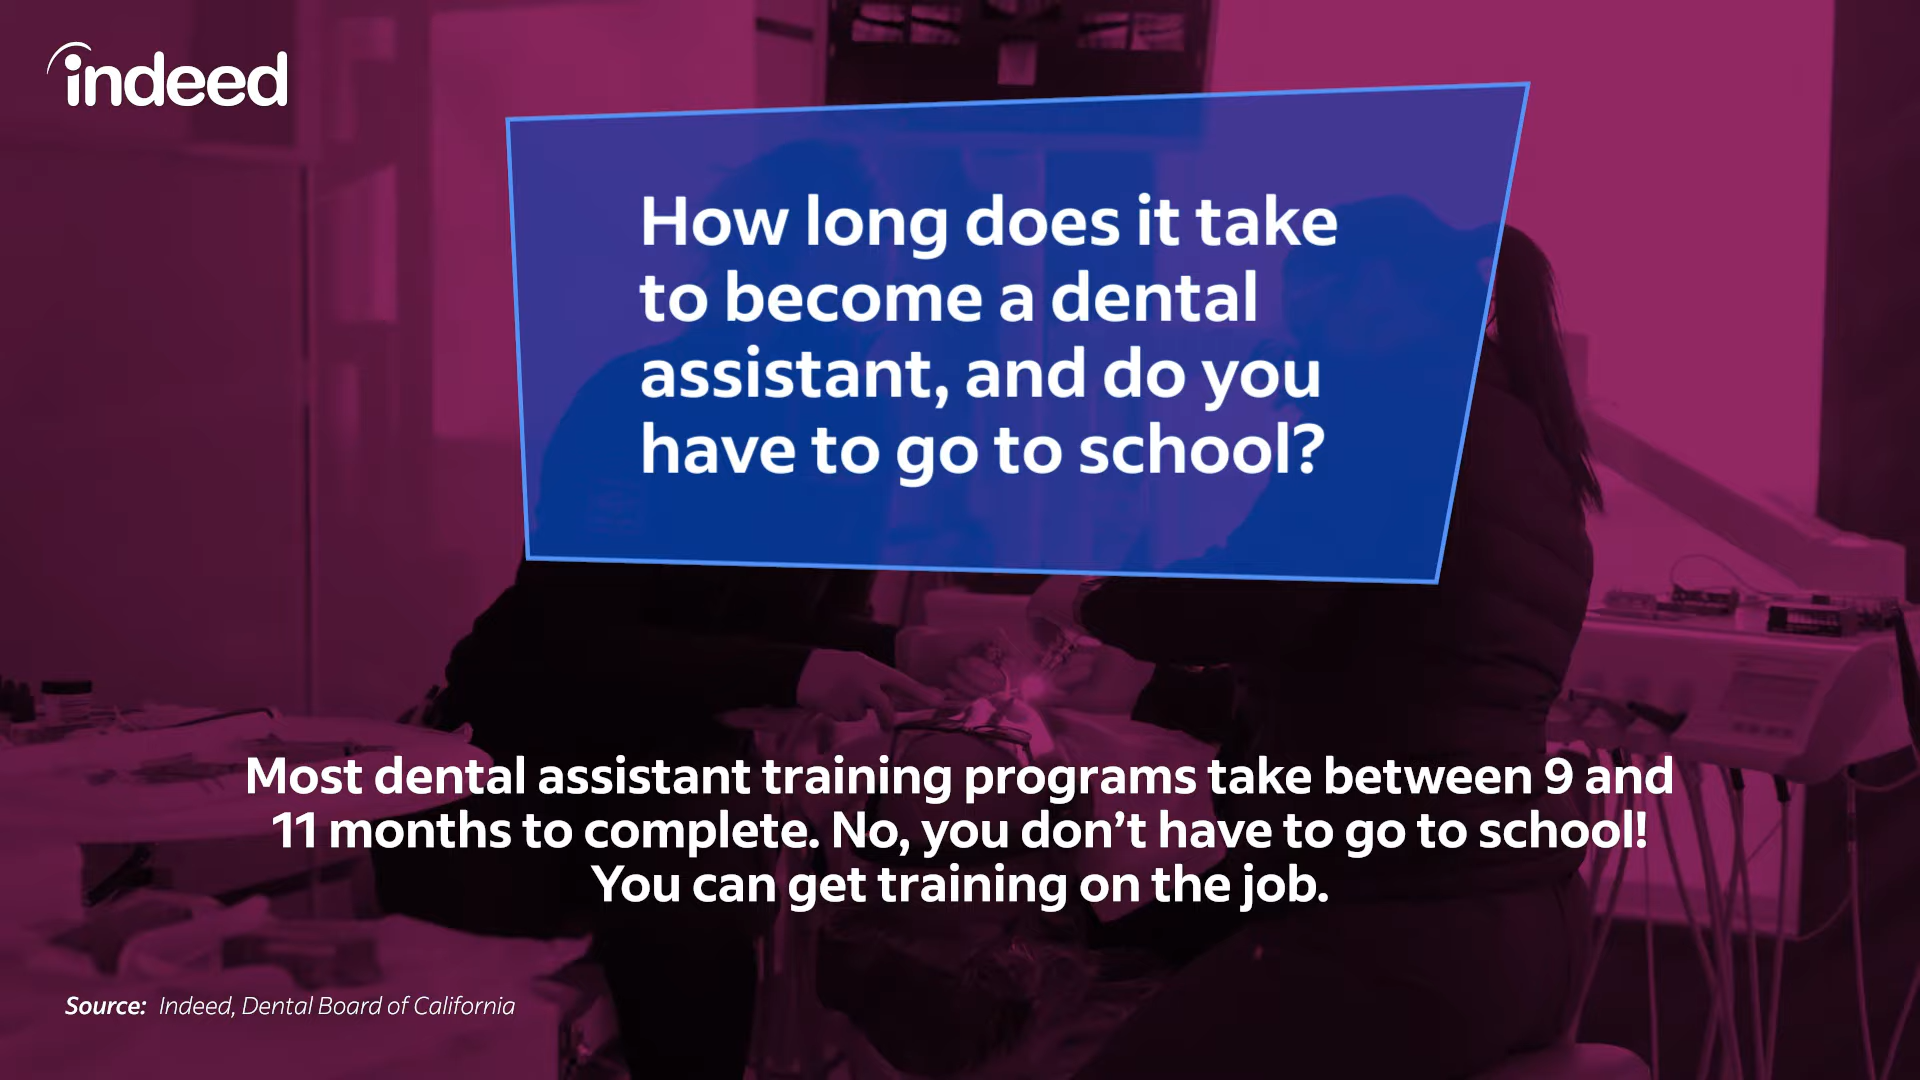 indeed
How long does it take
to become a dental
assistant, and do you
have to go to school?
Most dental assistant training programs take between 9 and
11 months to complete. No, you don’t have to go to school!
You can get training on the job.
Source: Indeed, Dental Board of California